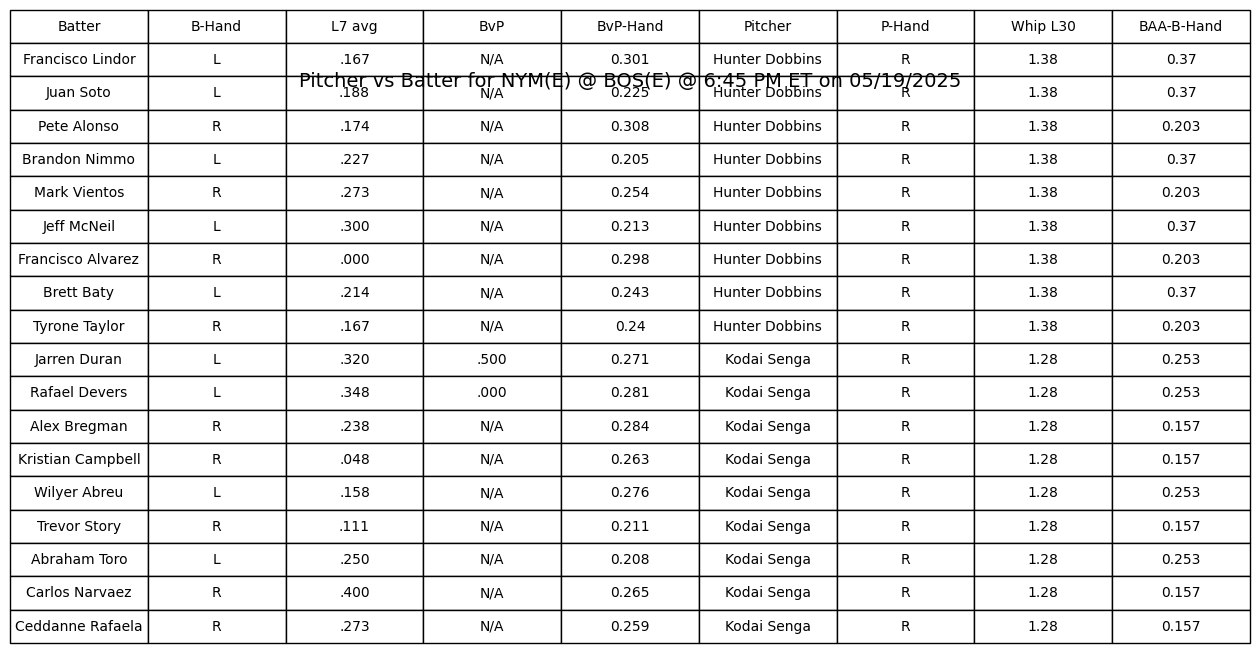 Batter B-Hand L7 avg BvP BvP-Hand Pitcher P-Hand Whip L30 BAA-B-Hand
Francisco Lindor L .167 N/A 0.301 Hunter Dobbins R 1.38 0.37
Pitcher vs Batter for NYM(E) @ BOS(E) @ 6:45 PM ET on 05/19/2025
Juan Soto L .188 N/A 0.225 Hunter Dobbins R 1.38 0.37
Pete Alonso R .174 N/A 0.308 Hunter Dobbins R 1.38 0.203
Brandon Nimmo L .227 N/A 0.205 Hunter Dobbins R 1.38 0.37
Mark Vientos R .273 N/A 0.254 Hunter Dobbins R 1.38 0.203
Jeff McNeil L .300 N/A 0.213 Hunter Dobbins R 1.38 0.37
Francisco Alvarez R .000 N/A 0.298 Hunter Dobbins R 1.38 0.203
Brett Baty L .214 N/A 0.243 Hunter Dobbins R 1.38 0.37
Tyrone Taylor R .167 N/A 0.24 Hunter Dobbins R 1.38 0.203
Jarren Duran L .320 .500 0.271 Kodai Senga R 1.28 0.253
Rafael Devers L .348 .000 0.281 Kodai Senga R 1.28 0.253
Alex Bregman R .238 N/A 0.284 Kodai Senga R 1.28 0.157
Kristian Campbell R .048 N/A 0.263 Kodai Senga R 1.28 0.157
Wilyer Abreu L .158 N/A 0.276 Kodai Senga R 1.28 0.253
Trevor Story R .111 N/A 0.211 Kodai Senga R 1.28 0.157
Abraham Toro L .250 N/A 0.208 Kodai Senga R 1.28 0.253
Carlos Narvaez R .400 N/A 0.265 Kodai Senga R 1.28 0.157
Ceddanne Rafaela R .273 N/A 0.259 Kodai Senga R 1.28 0.157